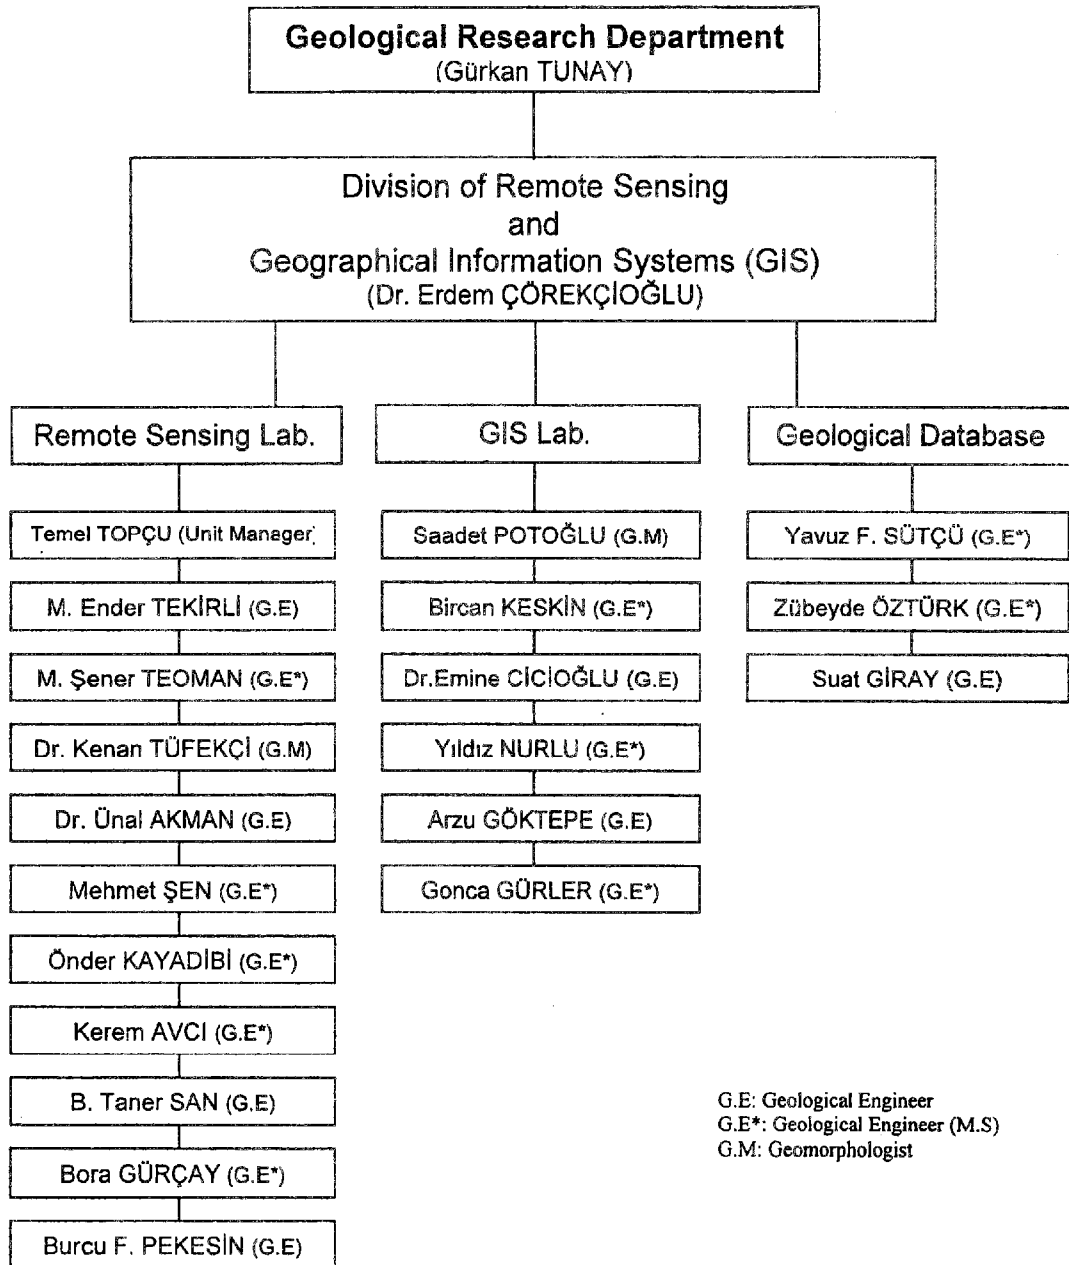 Geological Research Department
(Gürkan TUNAY)
Division of Remote Sensing
and
Geographical Information Systems (GIS)
(Dr. Erdem ÇÖREKÇİOĞLU)
Remote Sensing Lab.
Temel TOPÇU (Unit Manager)
M. Ender TEKİRLİ (G.E)
M. Şener TEOMAN (G.E*)
Dr. Kenan TÜFEKÇİ (G.M)
Dr. Ünal AKMAN (G.E)
Mehmet ŞEN (G.E*)
Önder KAYADİBİ (G.E*)
Kerem AVCI (G.E*)
B. Taner SAN (G.E)
Bora GÜRÇAY (G.E*)
Burcu F. PEKESİN (G.E)
GIS Lab.
Saadet POTOĞLU (G.M)
Bircan KESKİN (G.E*)
Dr.Emine CİCİOĞLU (G.E)
Yıldız NURLU (G.E*)
Arzu GÖKTEPE (G.E)
Gonca GÜRLER (G.E*)
Geological Database
Yavuz F. SÜTÇÜ (G.E*)
Zübeyde ÖZTÜRK (G.E*)
Suat GİRAY (G.E)
G.E: Geological Engineer
G.E*: Geological Engineer (M.S)
G.M: Geomorphologist